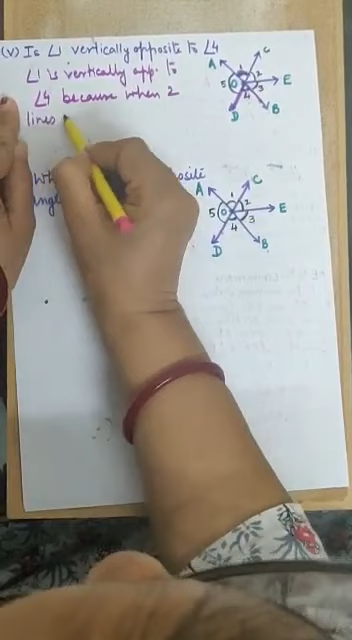 (v) Is ∠1 vertically opposite to ∠4
∠1 is vertically opp. to
∠4 because when 2
lines
A
C
1
2
E
5
O
3
4
D
B
A
C
1
2
E
5
O
3
4
D
B